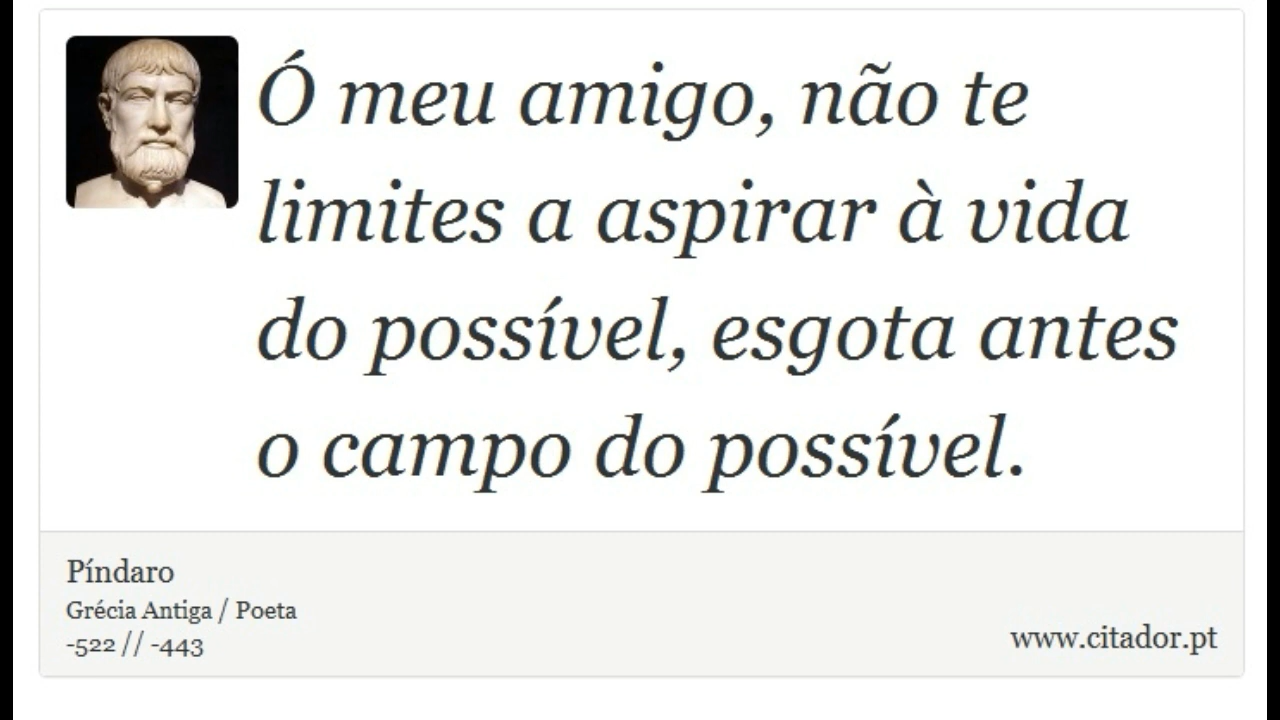 Ó meu amigo, não te
limites a aspirar à vida
do possível, esgota antes
o campo do possível.
Píndaro
Grécia Antiga / Poeta
-522 // -443
www.citador.pt